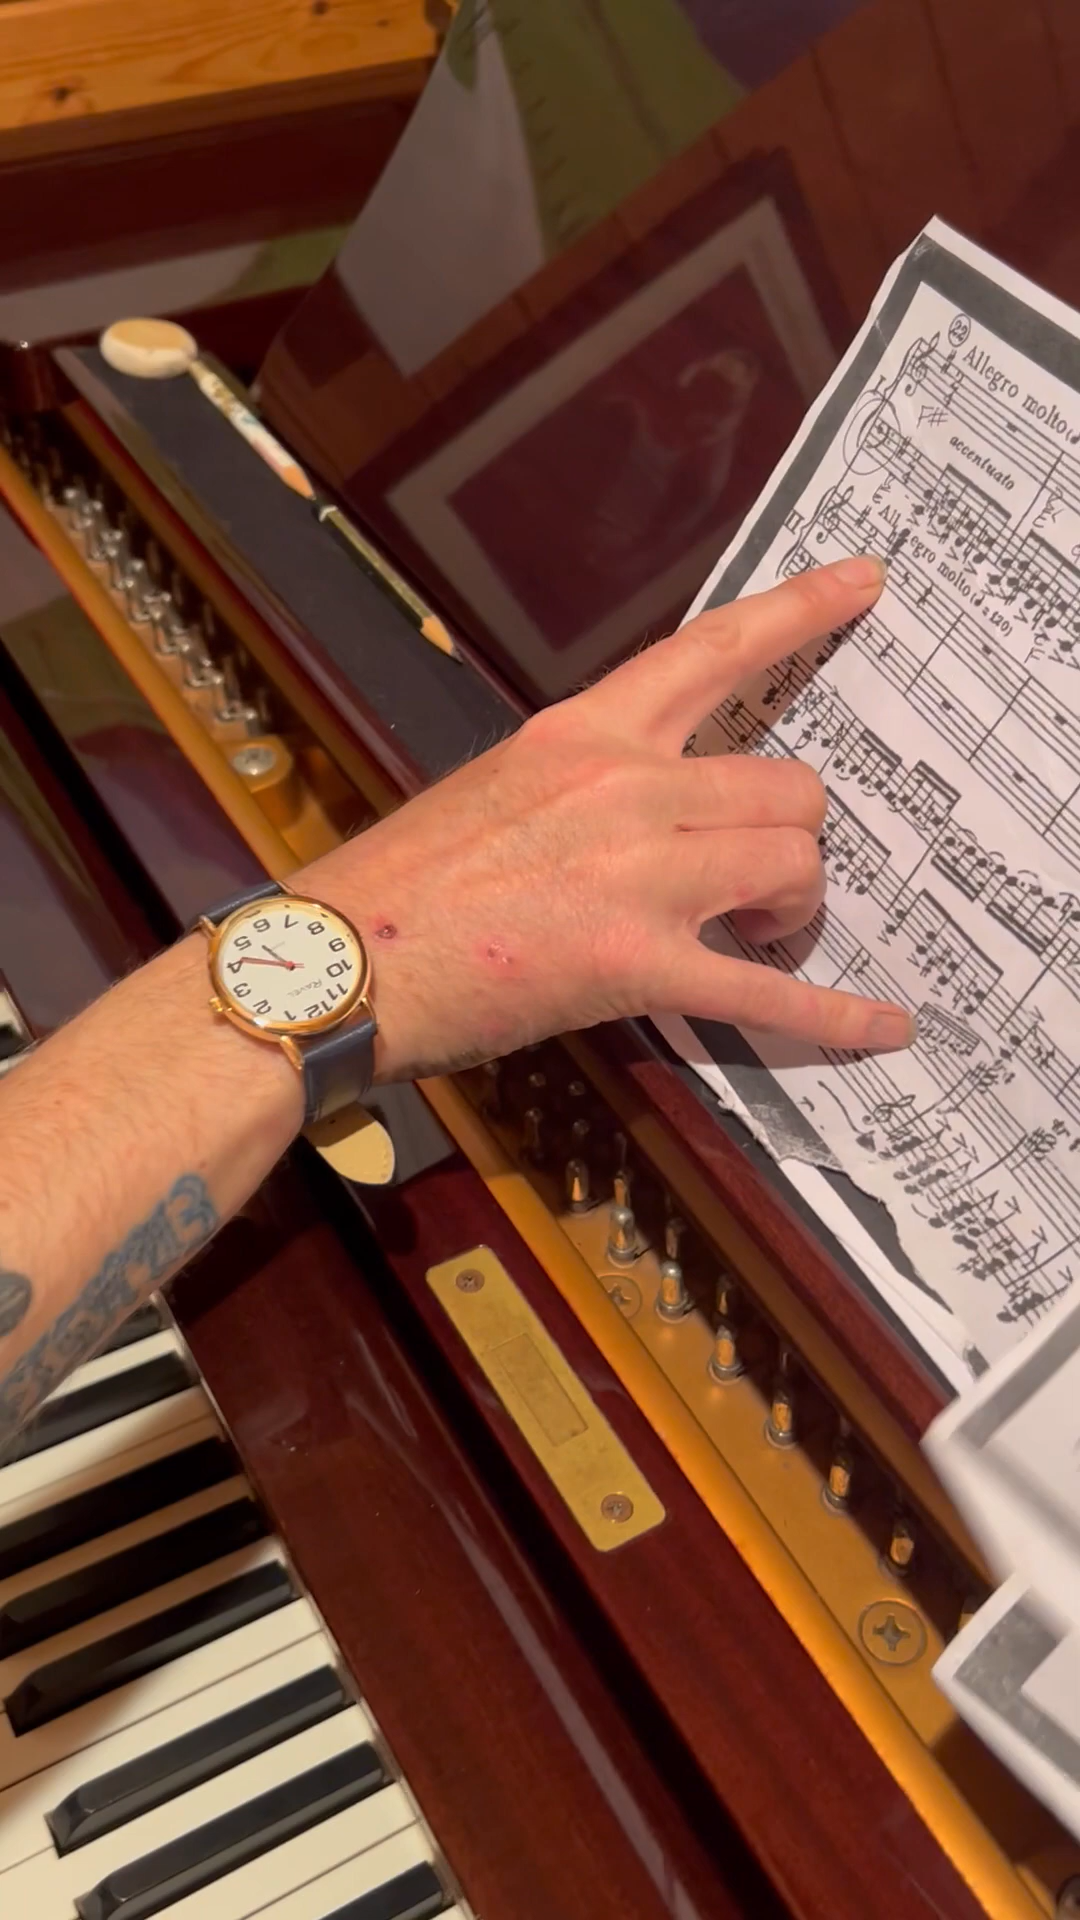 22
Allegro molto
I
F#
accentuato
II
Allegro molto (𝅗𝅥 = 120)
RAVEL
12
1
2
3
4
5
6
7
8
9
10
11